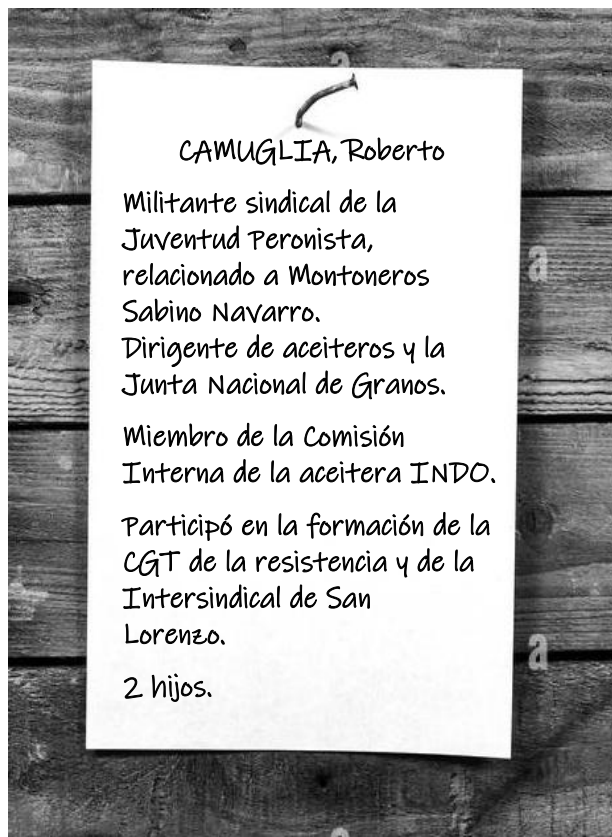 CAMUGLIA, Roberto
Militante sindical de la
Juventud Peronista,
relacionado a Montoneros
Sabino Navarro.
Dirigente de aceiteros y la
Junta Nacional de Granos.
Miembro de la Comisión
Interna de la aceitera INDO.
Participó en la formación de la
CGT de la resistencia y de la
Intersindical de San
Lorenzo.
2 hijos.
a
a
a
a